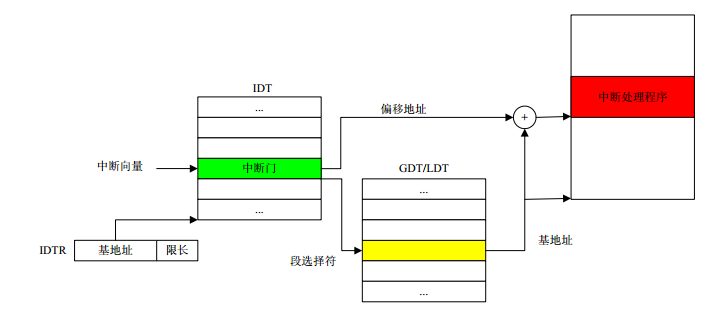 IDT
...
中断处理程序
偏移地址
+
中断向量
中断门
GDT/LDT
...
...
IDTR
基地址
限长
段选择符
基地址
...